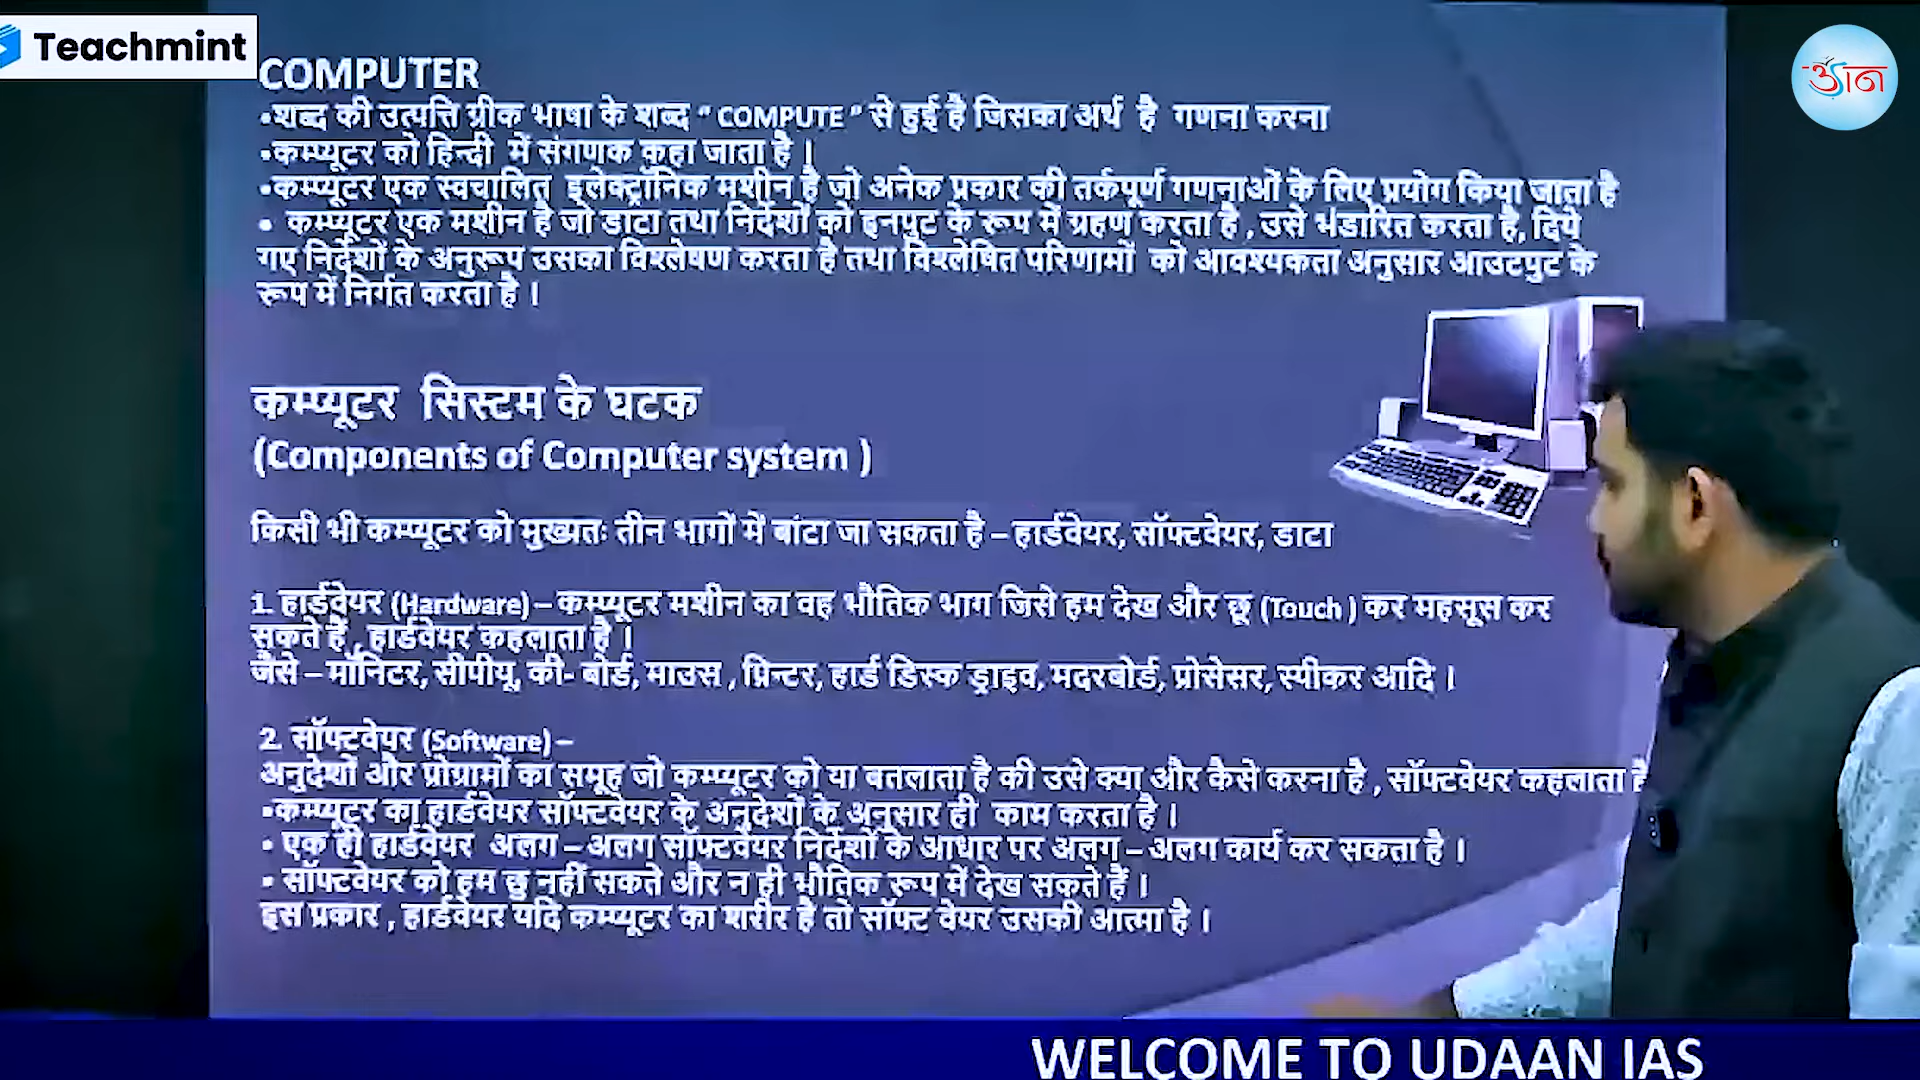 Teachmint
उड़ान
COMPUTER
•शब्द की उत्पत्ति ग्रीक भाषा के शब्द “ COMPUTE ” से हुई है जिसका अर्थ है गणना करना
•कम्प्यूटर को हिन्दी में संगणक कहा जाता है ।
•कम्प्यूटर एक स्वचालित इलेक्ट्रॉनिक मशीन है जो अनेक प्रकार की तर्कपूर्ण गणनाओं के लिए प्रयोग किया जाता है
• कम्प्यूटर एक मशीन है जो डाटा तथा निर्देशों को इनपुट के रूप में ग्रहण करता है , उसे भंडारित करता है, दिये
गए निर्देशों के अनुरूप उसका विश्लेषण करता है तथा विश्लेषित परिणामों को आवश्यकता अनुसार आउटपुट के
रूप में निर्गत करता है ।
कम्प्यूटर सिस्टम के घटक
(Components of Computer system )
किसी भी कम्प्यूटर को मुख्यतः तीन भागों में बांटा जा सकता है – हार्डवेयर, सॉफ्टवेयर, डाटा
1. हार्डवेयर (Hardware) – कम्प्यूटर मशीन का वह भौतिक भाग जिसे हम देख और छू (Touch ) कर महसूस कर
सकते हैं , हार्डवेयर कहलाता है ।
जैसे – मॉनिटर, सीपीयू, की- बोर्ड, माउस , प्रिन्टर, हार्ड डिस्क ड्राइव, मदरबोर्ड, प्रोसेसर, स्पीकर आदि ।
2. सॉफ्टवेयर (Software) –
अनुदेशों और प्रोग्रामों का समूह जो कम्प्यूटर को या बतलाता है की उसे क्या और कैसे करना है , सॉफ्टवेयर कहलाता है
•कम्प्यूटर का हार्डवेयर सॉफ्टवेयर के अनुदेशों के अनुसार ही काम करता है ।
• एक ही हार्डवेयर अलग – अलग सॉफ्टवेयर निर्देशों के आधार पर अलग – अलग कार्य कर सकता है ।
• सॉफ्टवेयर को हम छु नहीं सकते और न ही भौतिक रूप में देख सकते हैं ।
इस प्रकार , हार्डवेयर यदि कम्प्यूटर का शरीर है तो सॉफ्ट वेयर उसकी आत्मा है ।
WELCOME TO UDAAN IAS